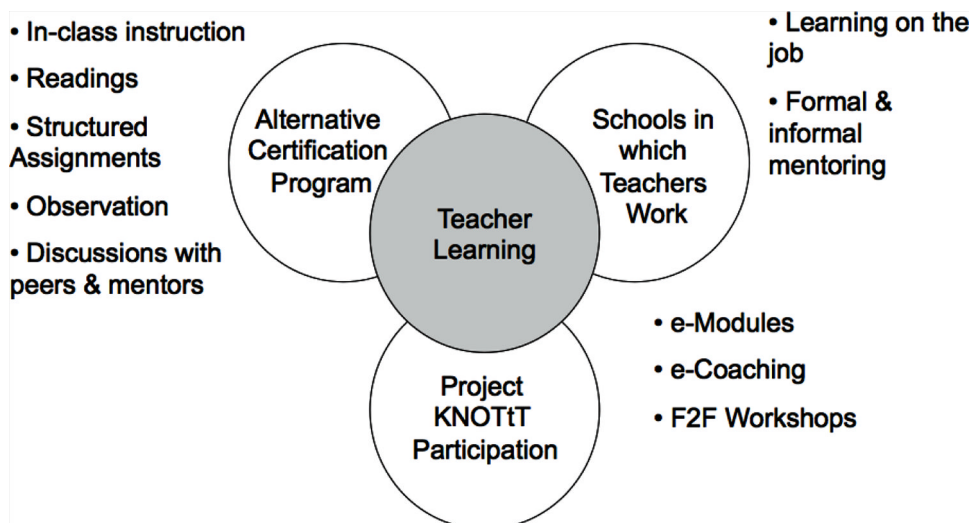 • In-class instruction
• Readings
• Structured
Assignments
• Observation
• Discussions with
peers & mentors
Alternative
Certification
Program
Teacher
Learning
Schools in
which
Teachers
Work
• Learning on the
job
• Formal &
informal
mentoring
Project
KNOTtT
Participation
• e-Modules
• e-Coaching
• F2F Workshops